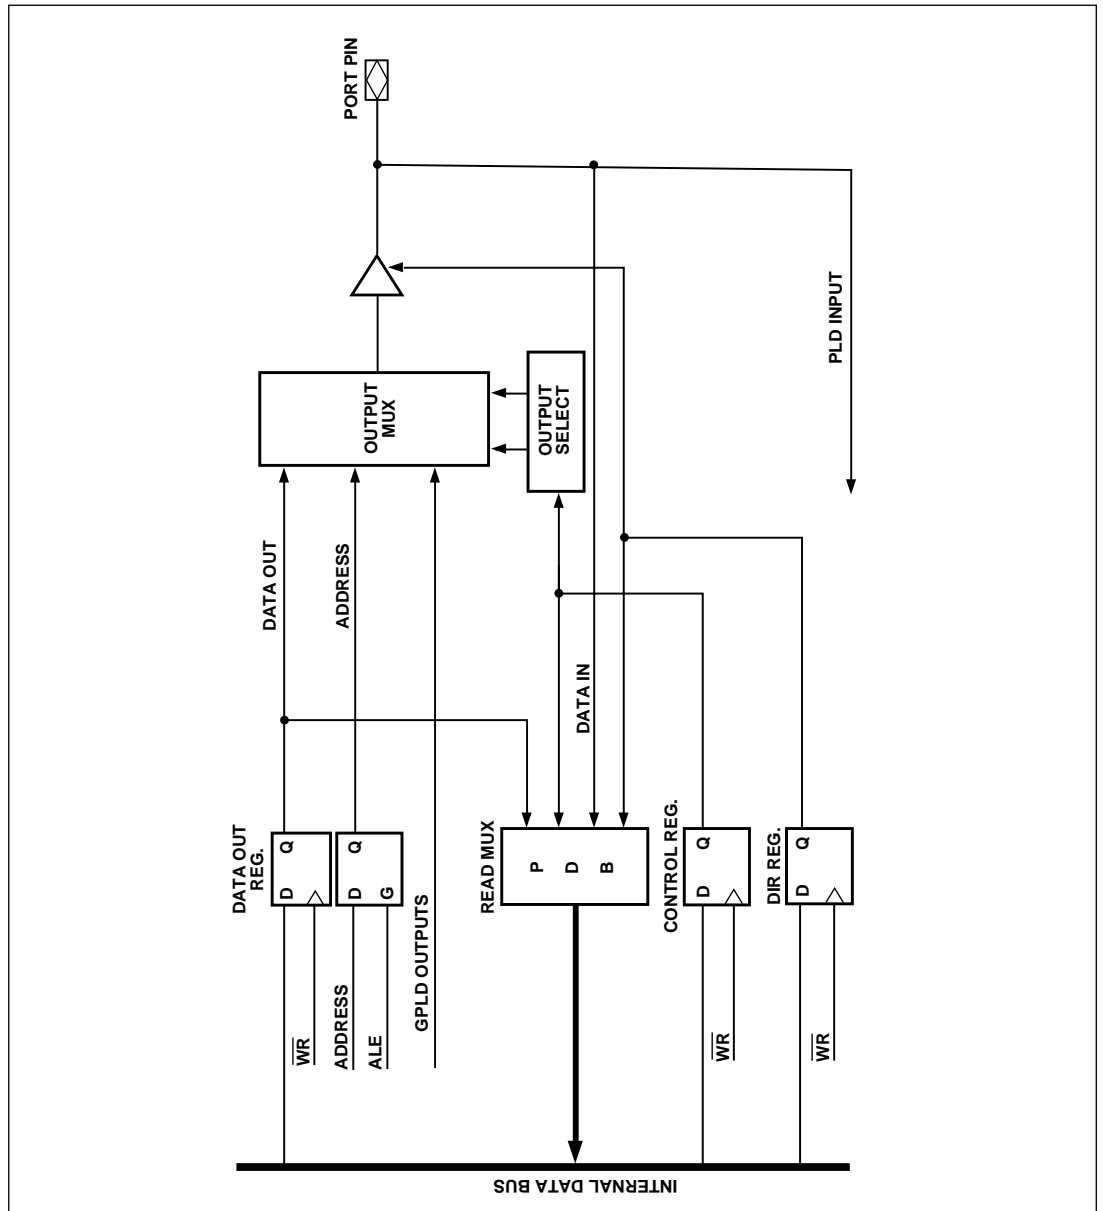 PORT PIN
PLD INPUT
OUTPUT
MUX
OUTPUT
SELECT
DATA OUT
ADDRESS
DATA IN
DATA OUT
REG.
D Q
D Q
G
READ MUX
P
D
B
CONTROL REG.
D Q
DIR REG.
D Q
WR
ADDRESS
ALE
GPLD OUTPUTS
WR
WR
INTERNAL DATA BUS